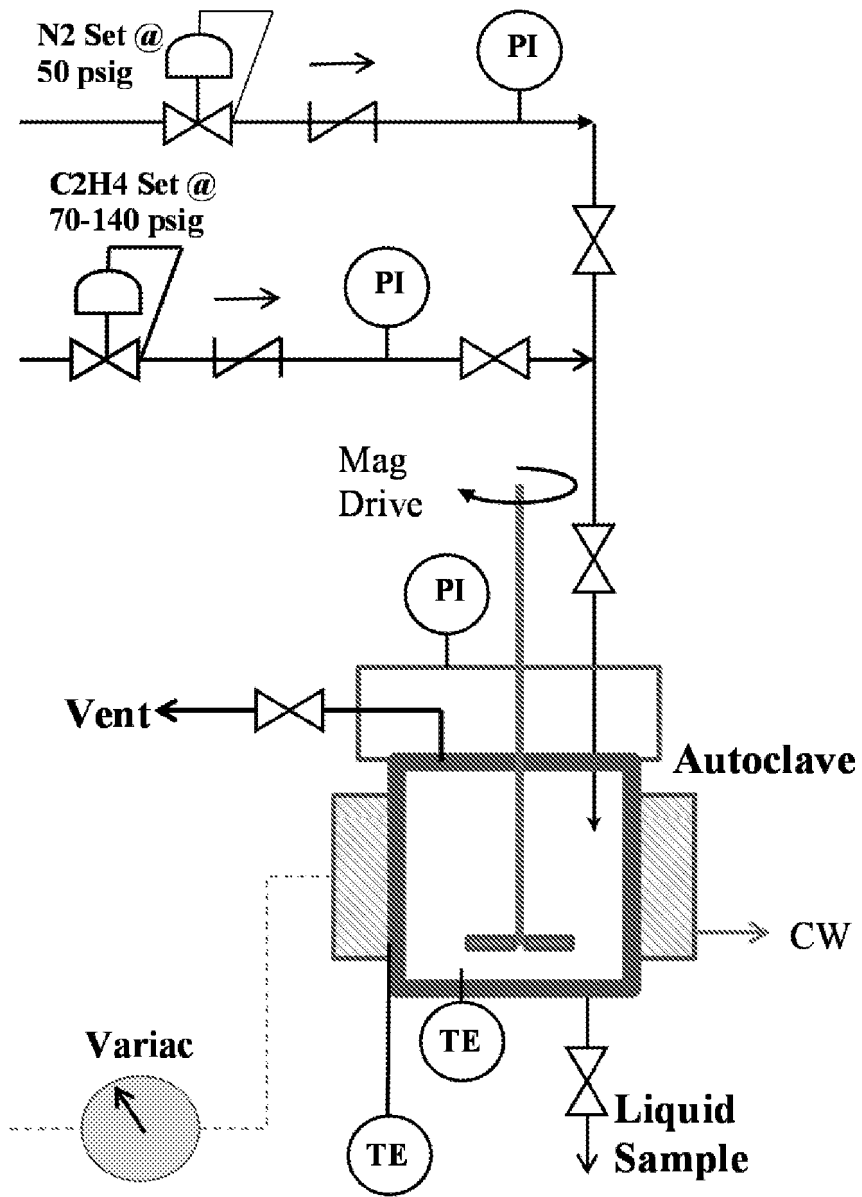 N2 Set @
50 psig
PI
C2H4 Set @
70-140 psig
PI
Mag
Drive
PI
Vent
Autoclave
CW
Variac
TE
TE
Liquid
Sample